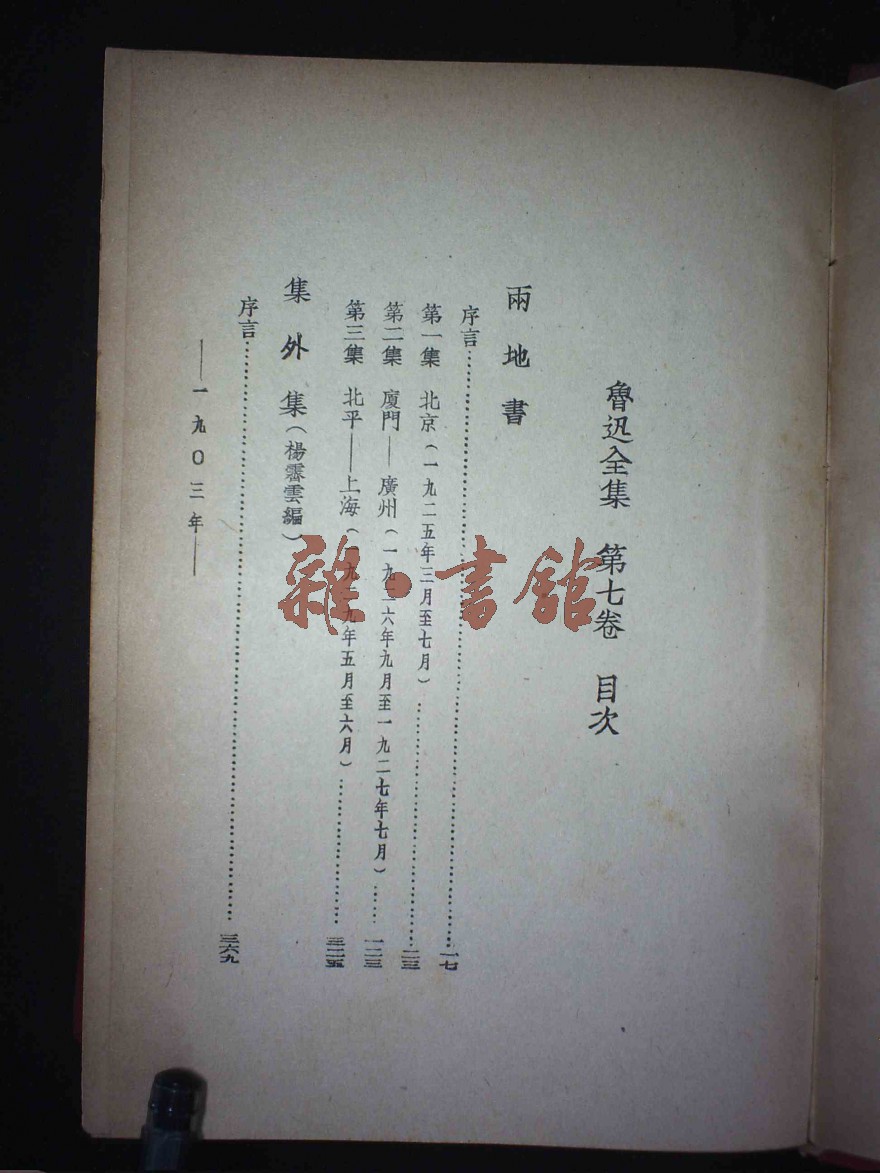 魯迅全集 第七卷 目次
兩地書
序言……一七
第一集 北京（一九二五年三月至七月）……二三
第二集 廈門——廣州（一九二六年九月至一九二七年七月）……一二三
第三集 北平——上海（一九二九年五月至六月）……三二五
集外集（楊霽雲編）
序言……三六九
——一九〇三年——
雜·書館